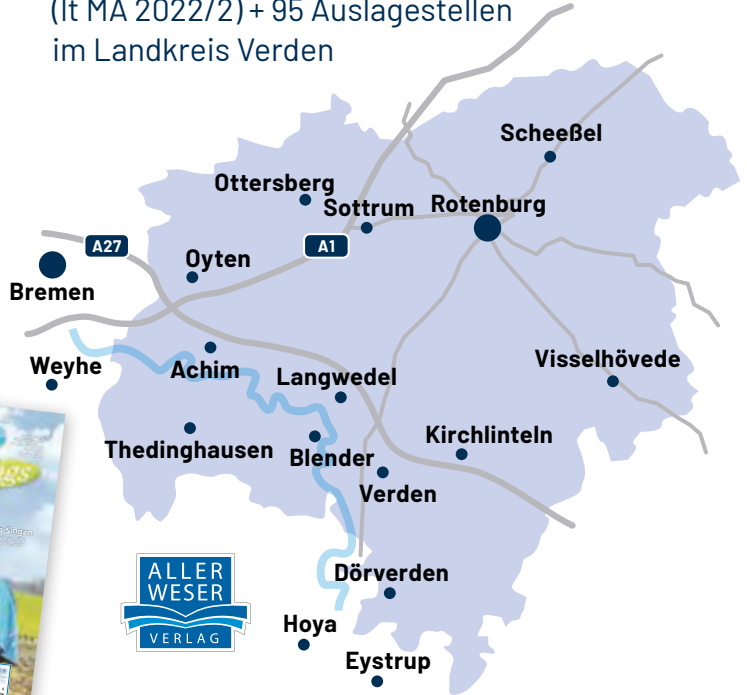 (lt MA 2022/2) + 95 Auslagestellen
im Landkreis Verden
Scheeßel
Ottersberg
Sottrum
Rotenburg
A27
A1
Oyten
Bremen
Weyhe
Achim
Langwedel
Visselhövede
Thedinghausen
Blender
Kirchlinteln
Verden
ALLER
WESER
VERLAG
Dörverden
Hoya
Eystrup